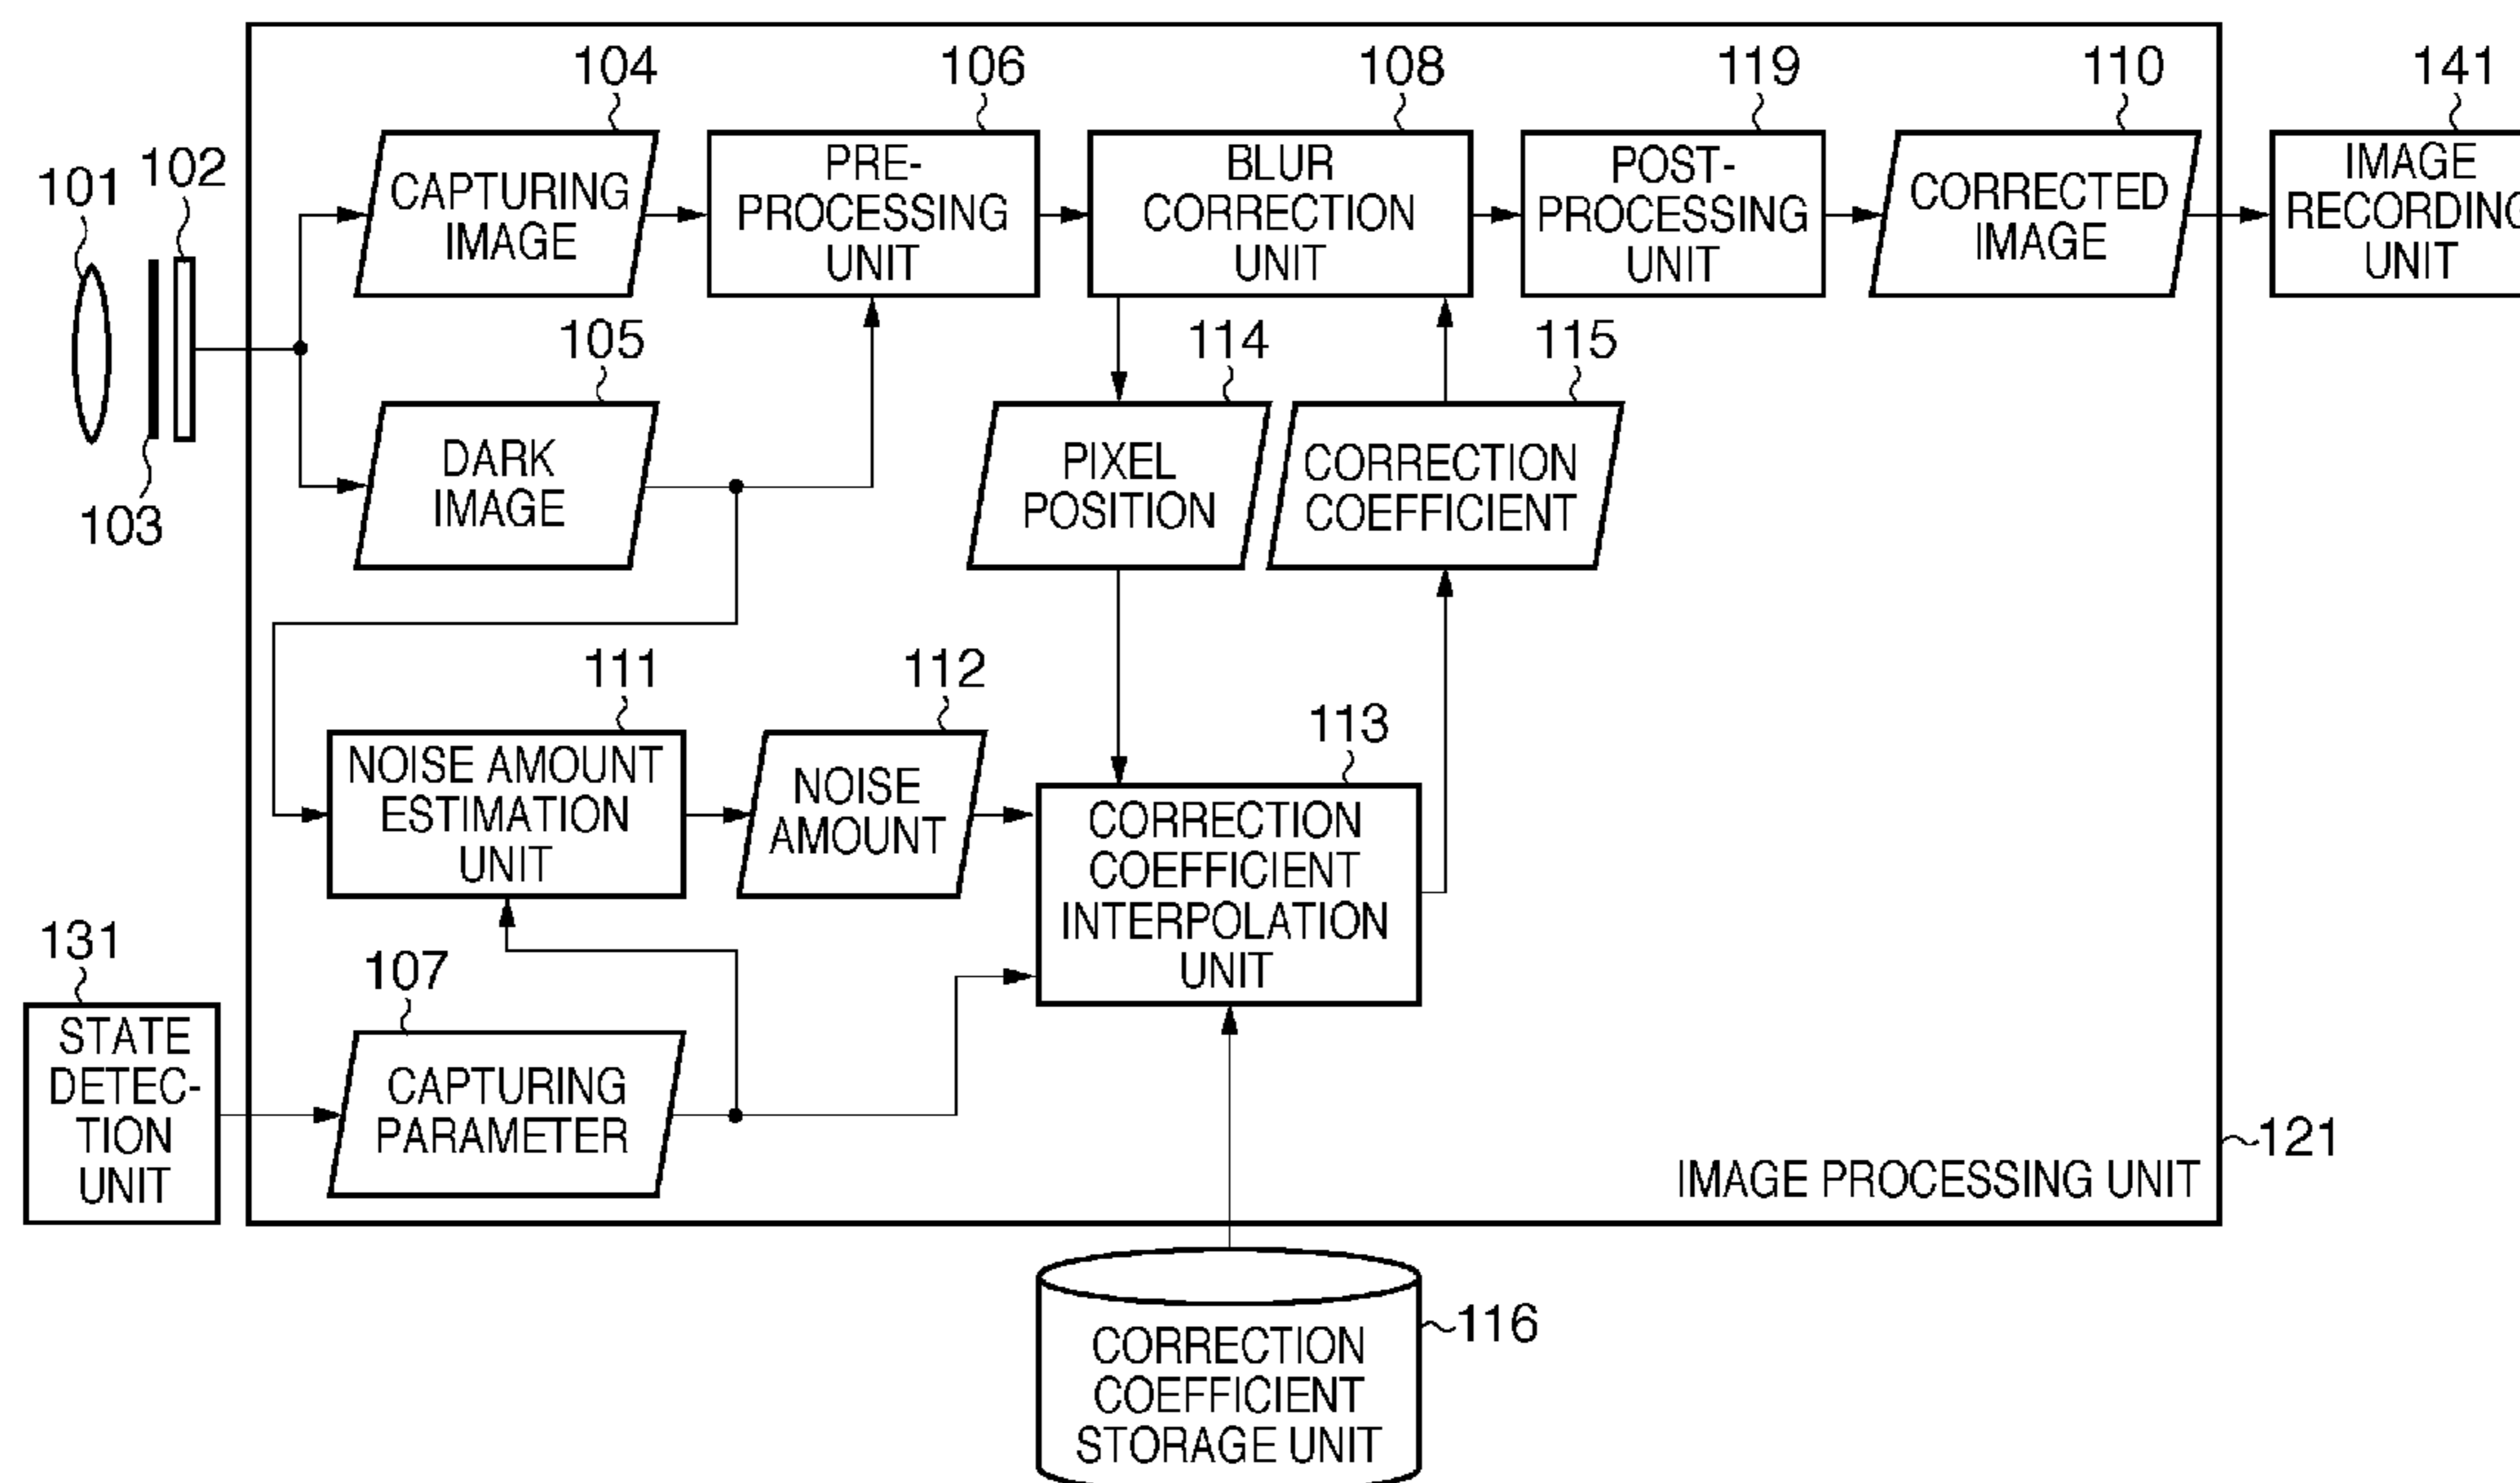 104
106
108
119
110
141
101
102
103
CAPTURING
IMAGE
PRE-
PROCESSING
UNIT
BLUR
CORRECTION
UNIT
POST-
PROCESSING
UNIT
CORRECTED
IMAGE
IMAGE
RECORDING
UNIT
105
114
115
DARK
IMAGE
PIXEL
POSITION
CORRECTION
COEFFICIENT
111
112
113
NOISE AMOUNT
ESTIMATION
UNIT
NOISE
AMOUNT
CORRECTION
COEFFICIENT
INTERPOLATION
UNIT
131
107
STATE
DETEC-
TION
UNIT
CAPTURING
PARAMETER
121
IMAGE PROCESSING UNIT
116
CORRECTION
COEFFICIENT
STORAGE UNIT